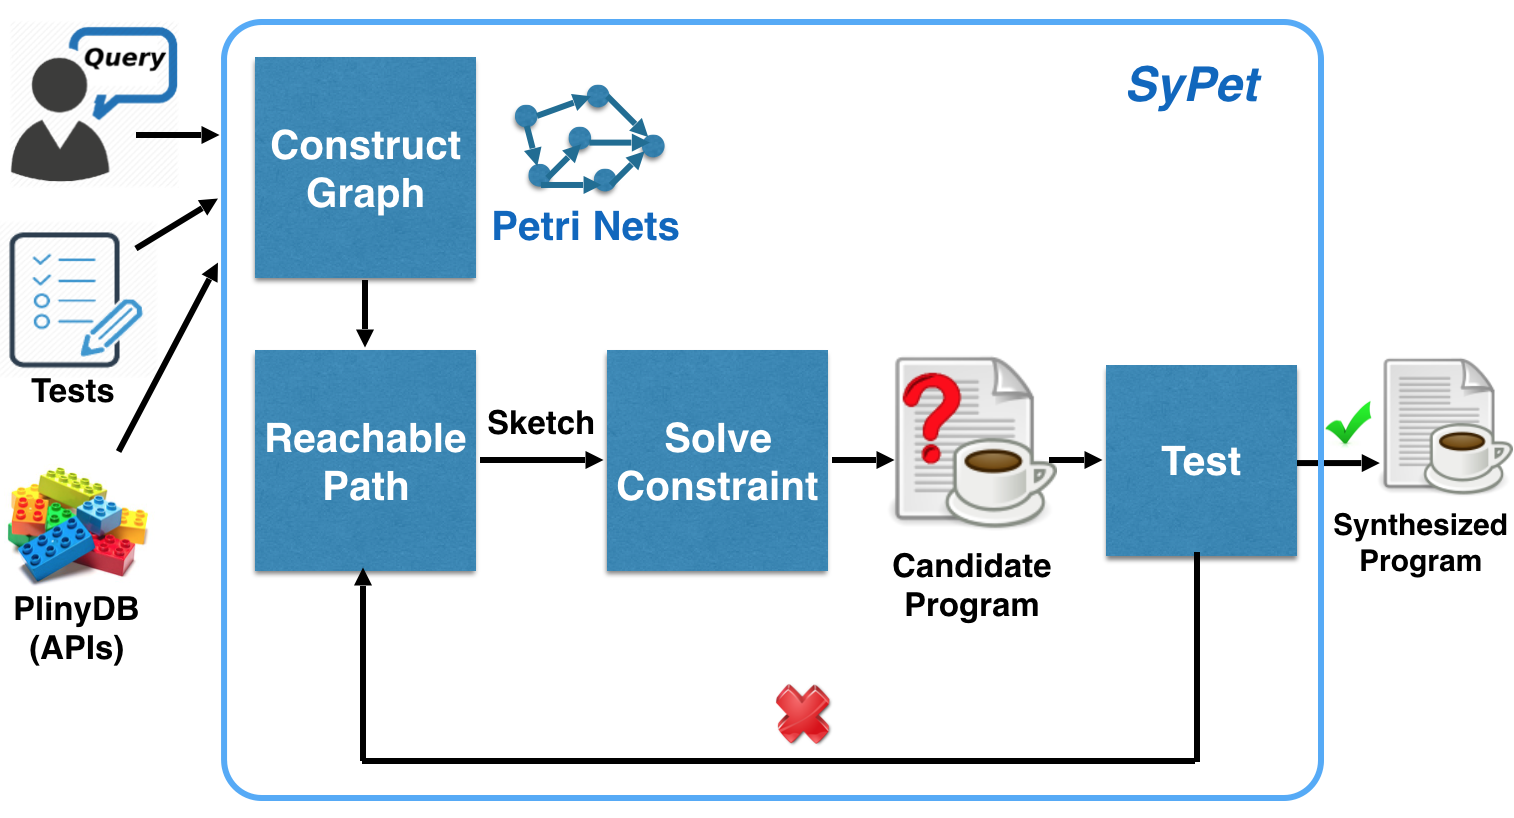 Query
SyPet
Construct
Graph
Petri Nets
Tests
Reachable
Path
Sketch
Solve
Constraint
Test
Candidate
Program
Synthesized
Program
PlinyDB
(APIs)